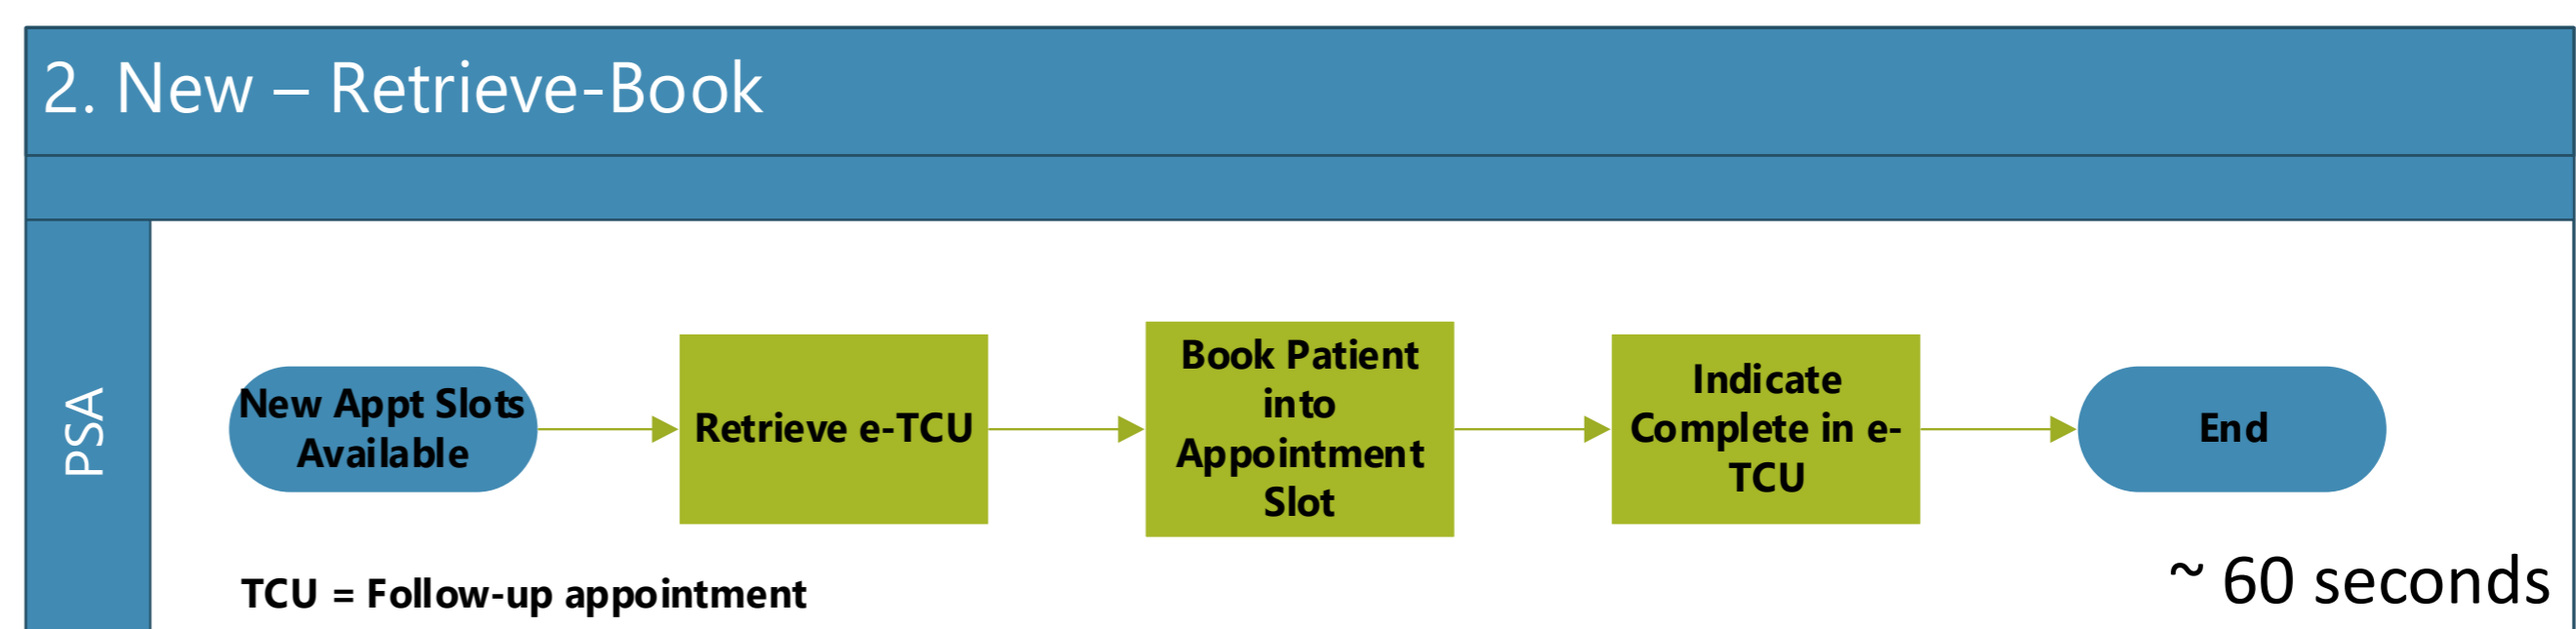 2. New – Retrieve-Book
PSA
New Appt Slots
Available
Retrieve e-TCU
Book Patient
into
Appointment
Slot
Indicate
Complete in e-
TCU
End
TCU = Follow-up appointment
~ 60 seconds